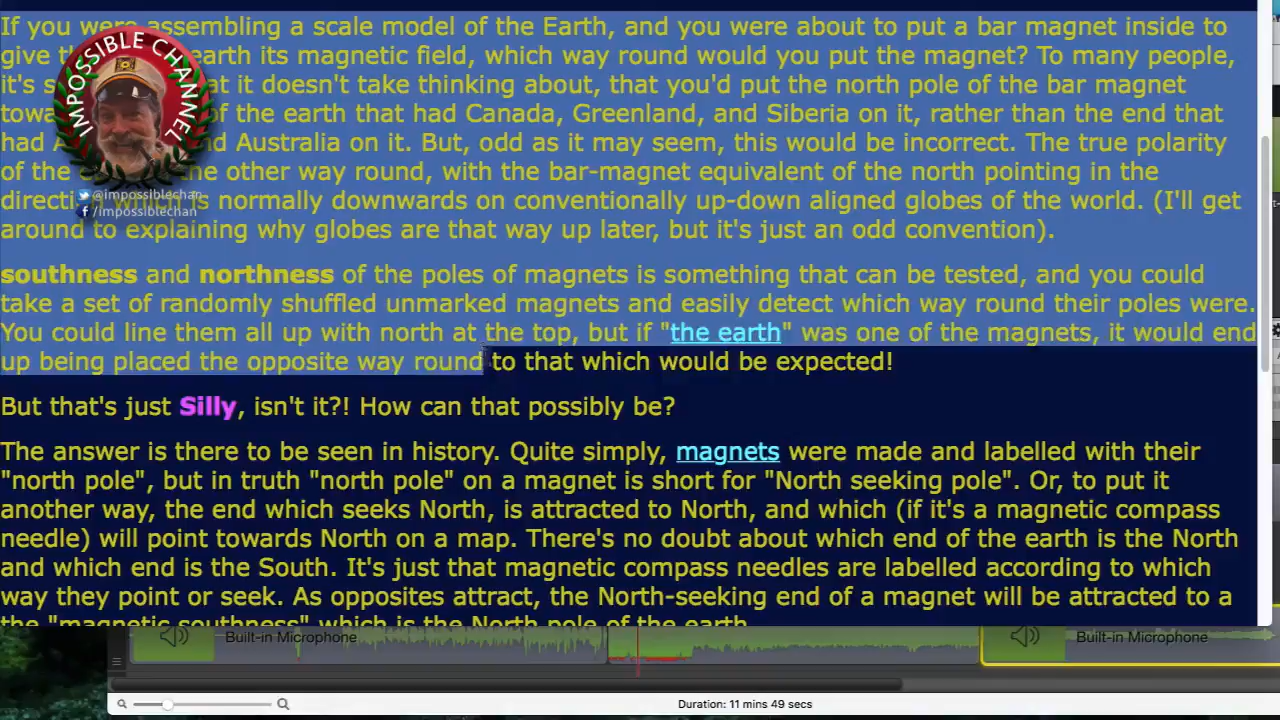 If you were assembling a scale model of the Earth, and you were about to put a bar magnet inside to
give earth its magnetic field, which way round would you put the magnet? To many people,
it's at it doesn't take thinking about, that you'd put the north pole of the bar magnet
of the earth that had Canada, Greenland, and Siberia on it, rather than the end that
had Australia on it. But, odd as it may seem, this would be incorrect. The true polarity
of the other way round, with the bar-magnet equivalent of the north pointing in the
normally downwards on conventionally up-down aligned globes of the world. (I'll get
around to explaining why globes are that way up later, but it's just an odd convention).
IMPOSSIBLE CHANNEL
@impossiblechan
/impossiblechan
southness and northness of the poles of magnets is something that can be tested, and you could
take a set of randomly shuffled unmarked magnets and easily detect which way round their poles were.
You could line them all up with north at the top, but if "the earth" was one of the magnets, it would end
up being placed the opposite way round to that which would be expected!
But that's just Silly, isn't it?! How can that possibly be?
The answer is there to be seen in history. Quite simply, magnets were made and labelled with their
"north pole", but in truth "north pole" on a magnet is short for "North seeking pole". Or, to put it
another way, the end which seeks North, is attracted to North, and which (if it's a magnetic compass
needle) will point towards North on a map. There's no doubt about which end of the earth is the North
and which end is the South. It's just that magnetic compass needles are labelled according to which
way they point or seek. As opposites attract, the North-seeking end of a magnet will be attracted to a
the "magnetic southness" which is the North pole of the earth.
Built-in Microphone
Built-in Microphone
Duration: 11 mins 49 secs